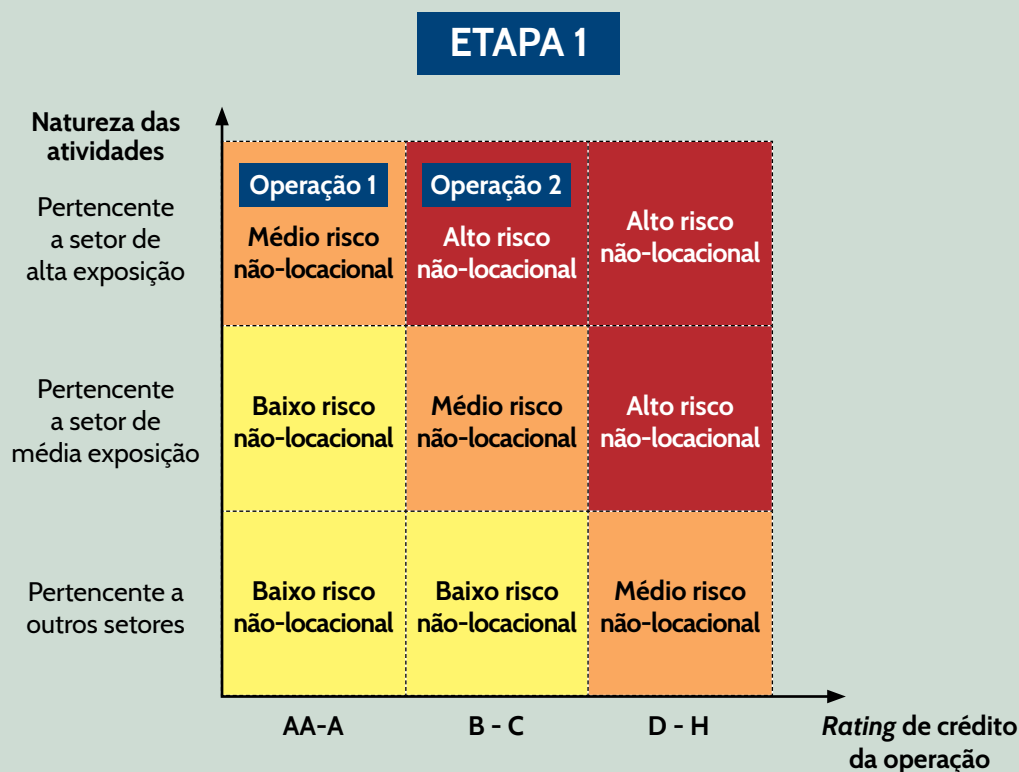 ETAPA 1
Natureza das
atividades
Pertencente
a setor de
alta exposição
Operação 1
Médio risco
não-locacional
Operação 2
Alto risco
não-locacional
Alto risco
não-locacional
Pertencente
a setor de
média exposição
Baixo risco
não-locacional
Médio risco
não-locacional
Alto risco
não-locacional
Pertencente a
outros setores
Baixo risco
não-locacional
Baixo risco
não-locacional
Médio risco
não-locacional
AA-A
B - C
D - H
Rating de crédito
da operação